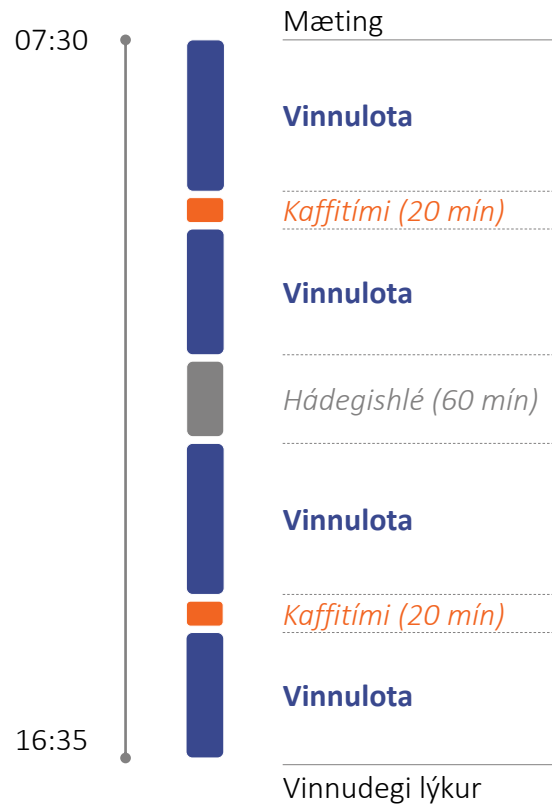 Mæting
07:30
Vinnulota
Kaffitími (20 mín)
Vinnulota
Hádegishlé (60 mín)
Vinnulota
Kaffitími (20 mín)
Vinnulota
16:35
Vinnudegi lýkur